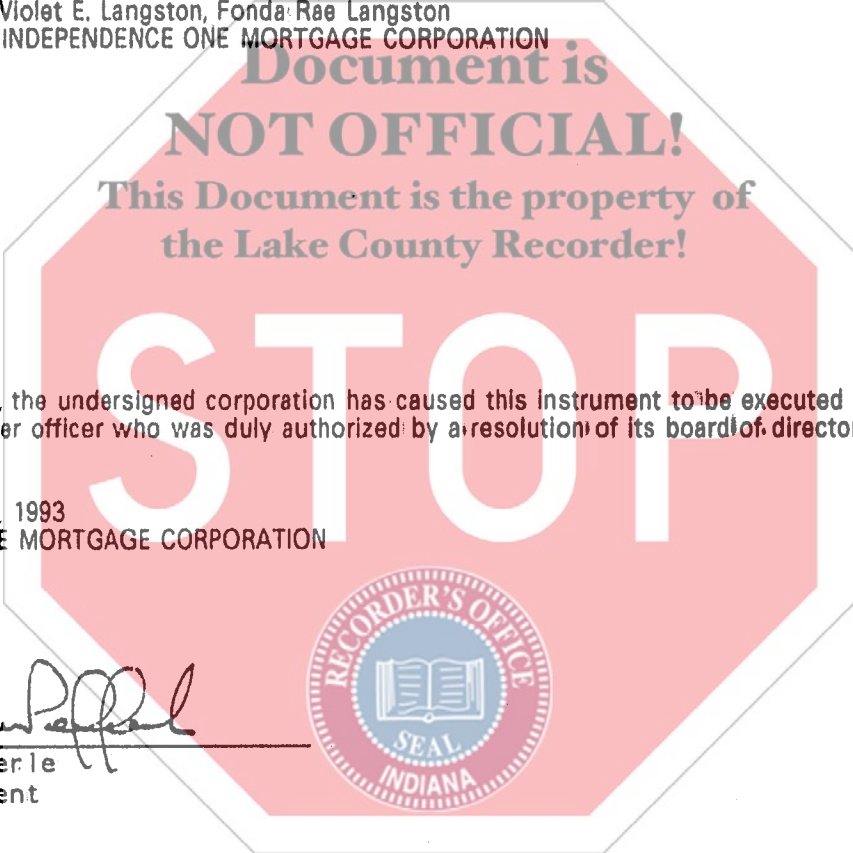 Violet E. Langston, Fonda Rae Langston
INDEPENDENCE ONE MORTGAGE CORPORATION
Document is
NOT OFFICIAL!
This Document is the property of
the Lake County Recorder!
STOP
, the undersigned corporation has caused this instrument to be executed
er officer who was duly authorized by a resolution of its board of director
, 1993
E MORTGAGE CORPORATION
RECORDER'S OFFICE
SEAL
INDIANA
erle
ent